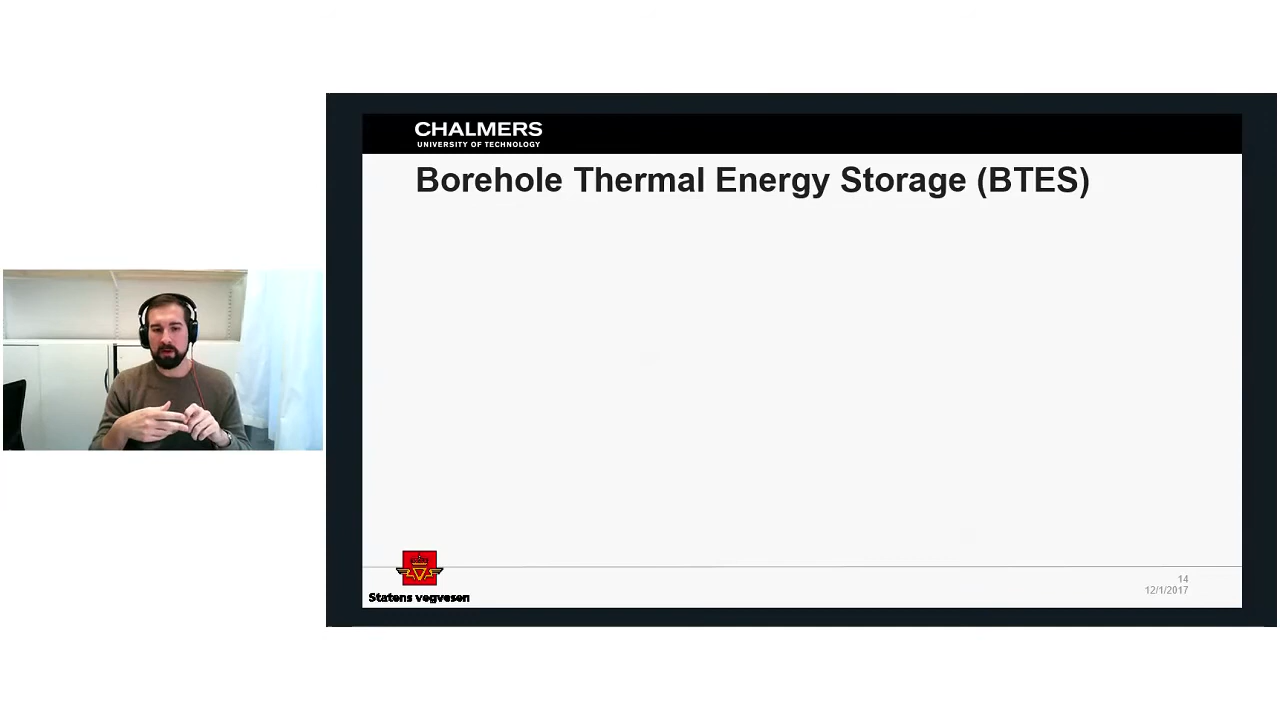 CHALMERS
UNIVERSITY OF TECHNOLOGY
Borehole Thermal Energy Storage (BTES)
Statens vegvesen
14
12/1/2017